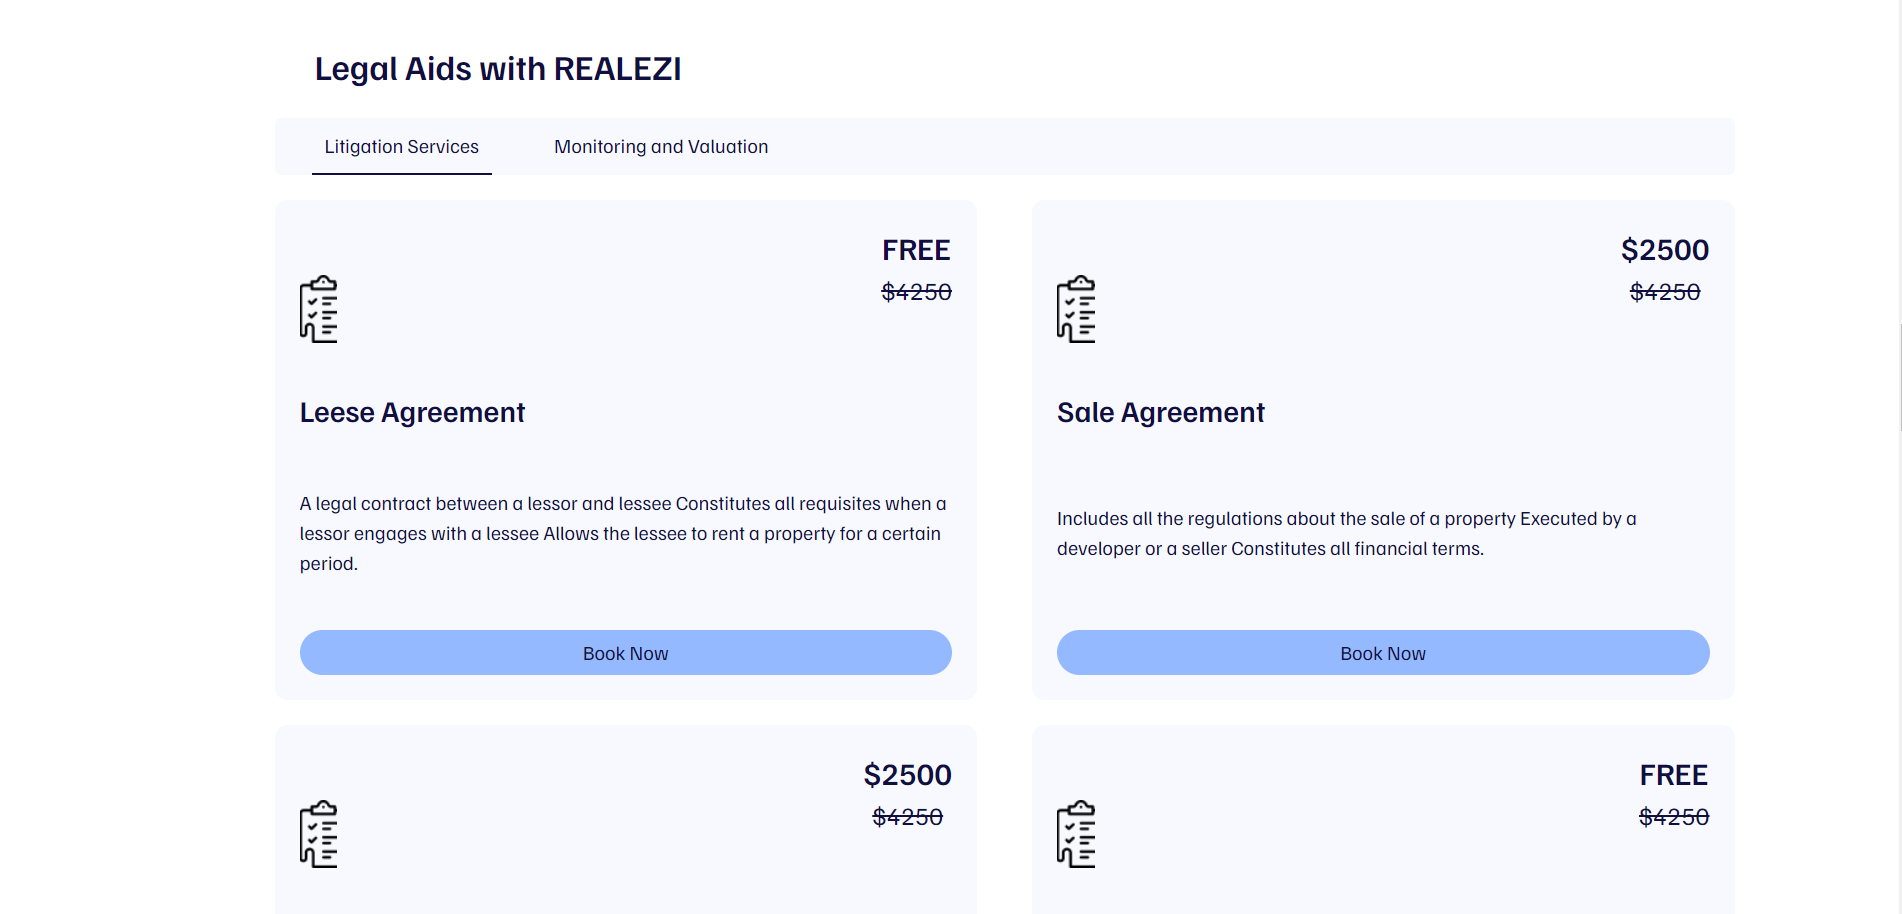 Legal Aids with REALEZI
Litigation Services
Monitoring and Valuation
FREE
$4250
Leese Agreement
A legal contract between a lessor and lessee Constitutes all requisites when a
lessor engages with a lessee Allows the lessee to rent a property for a certain
period.
Book Now
$2500
$4250
Sale Agreement
Includes all the regulations about the sale of a property Executed by a
developer or a seller Constitutes all financial terms.
Book Now
$2500
$4250
FREE
$4250